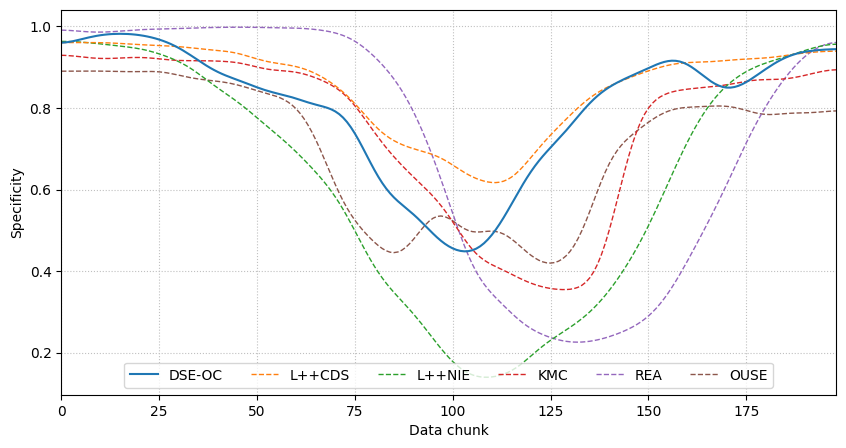 1.0
0.8
0.6
0.4
0.2
Specificity
0 25 50 75 100 125 150 175
Data chunk
DSE-OC L++CDS L++NIE KMC REA OUSE